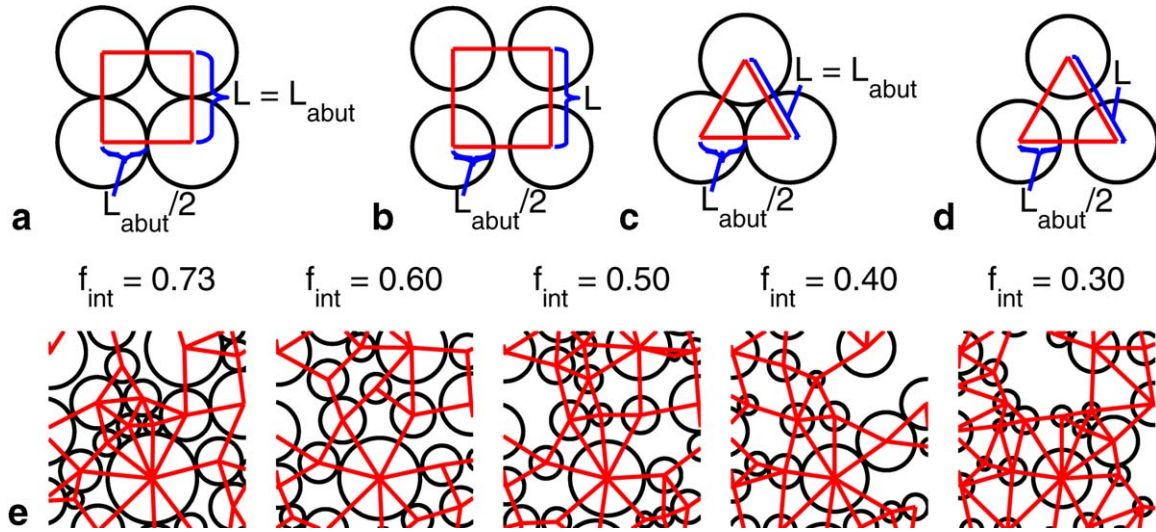 L = L_abut
L_abut/2
a
L
L_abut/2
b
L = L_abut
L_abut/2
c
L
L_abut/2
d
f_int = 0.73
f_int = 0.60
f_int = 0.50
f_int = 0.40
f_int = 0.30
e